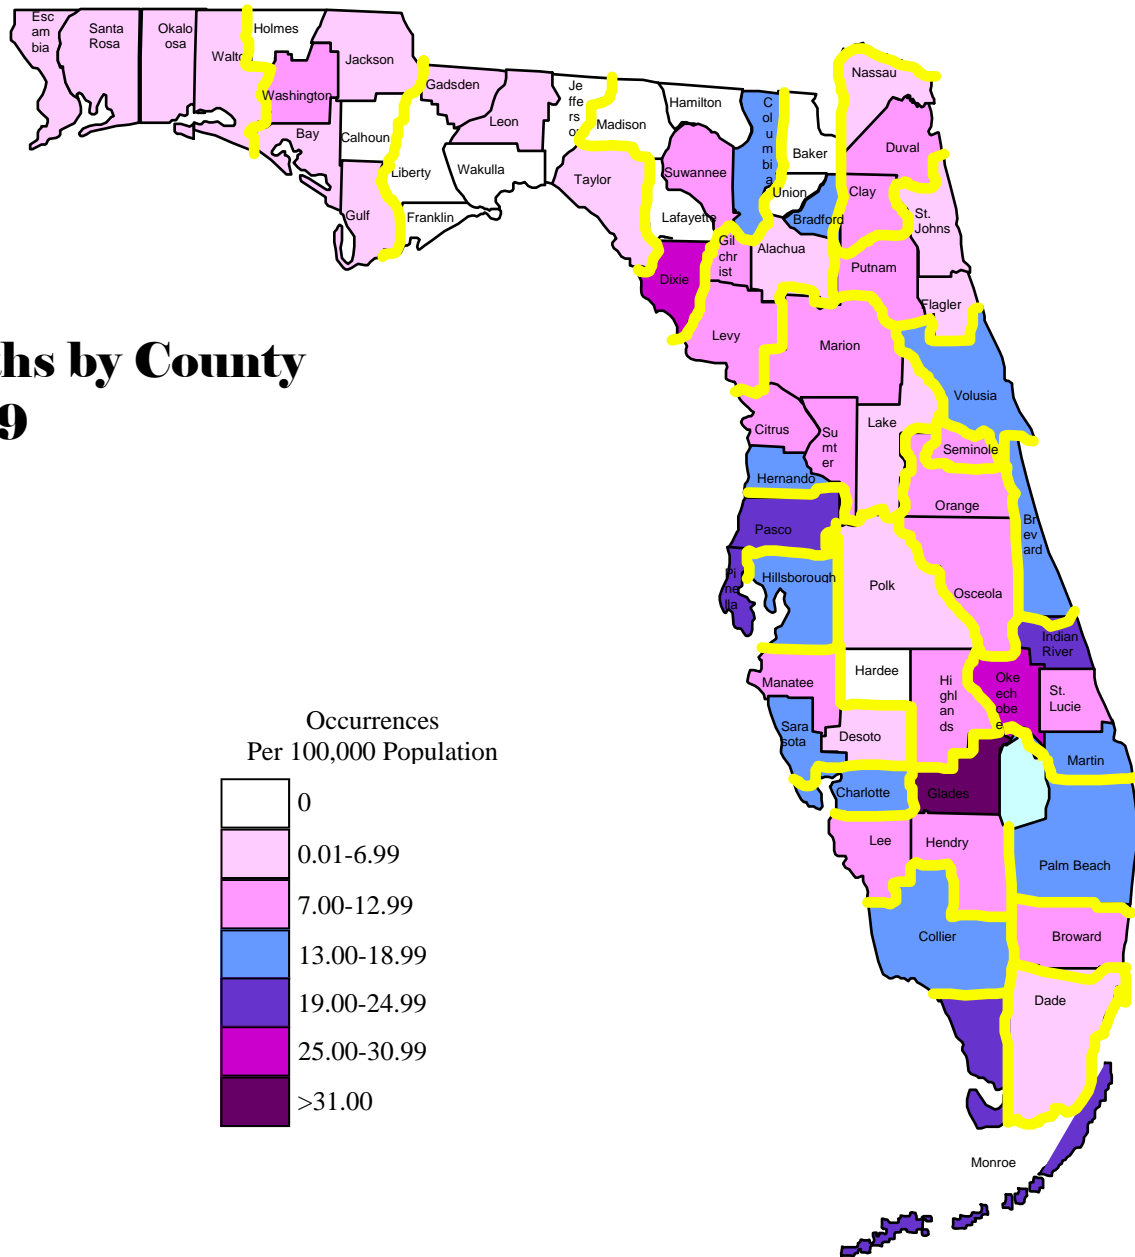 Esc
am
bia
Santa
Rosa
Okalo
osa
Walto
Holmes
Jackson
Washington
Bay
Calhoun
Gulf
Gadsden
Leon
Liberty
Wakulla
Franklin
Je
ffe
rs
on
Madison
Taylor
Hamilton
Suwannee
Lafayette
Dixie
C
o
l
u
m
bi
a
Baker
Union
Bradford
Gil
chr
ist
Alachua
Levy
Nassau
Duval
Clay
St.
Johns
Putnam
Flagler
Marion
Volusia
Citrus
Su
mt
er
Lake
Hernando
Seminole
Orange
Br
ev
ard
Pasco
Pi
ne
lla
Hillsborough
Polk
Osceola
Indian
River
Manatee
Hardee
Hi
ghl
an
ds
Oke
ech
obe
e
St.
Lucie
Sara
sota
Desoto
Martin
Charlotte
Glades
Lee
Hendry
Palm Beach
Collier
Broward
Dade
Monroe
ths by County
9
Occurrences
Per 100,000 Population
0
0.01-6.99
7.00-12.99
13.00-18.99
19.00-24.99
25.00-30.99
>31.00